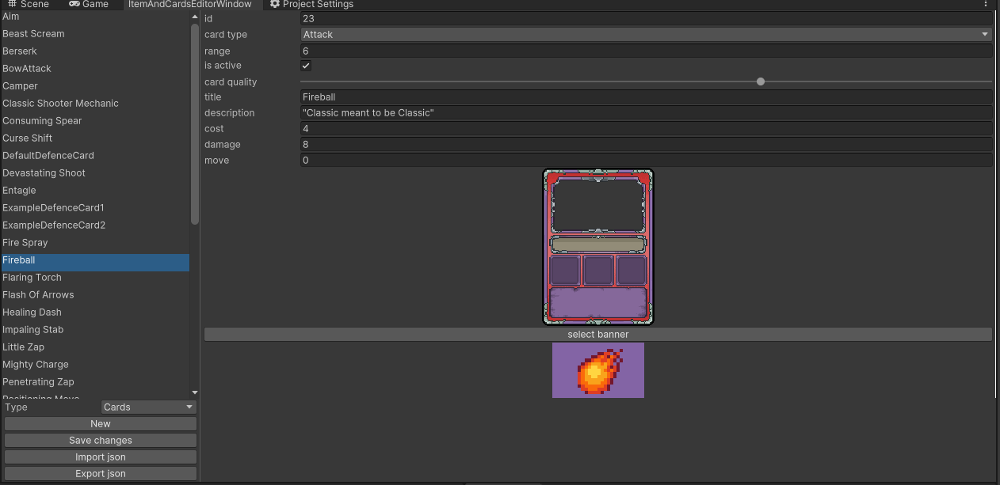 Scene Game ItemAndCardsEditorWindow Project Settings
Aim
Beast Scream
Berserk
BowAttack
Camper
Classic Shooter Mechanic
Consuming Spear
Curse Shift
DefaultDefenceCard
Devastating Shoot
Entagle
ExampleDefenceCard1
ExampleDefenceCard2
Fire Spray
Fireball
Flaring Torch
Flash Of Arrows
Healing Dash
Impaling Stab
Little Zap
Mighty Charge
Penetrating Zap
Positioning Move
Type Cards
New
Save changes
Import json
Export json
id 23
card type Attack
range 6
is active
card quality
title Fireball
description "Classic meant to be Classic"
cost 4
damage 8
move 0
select banner